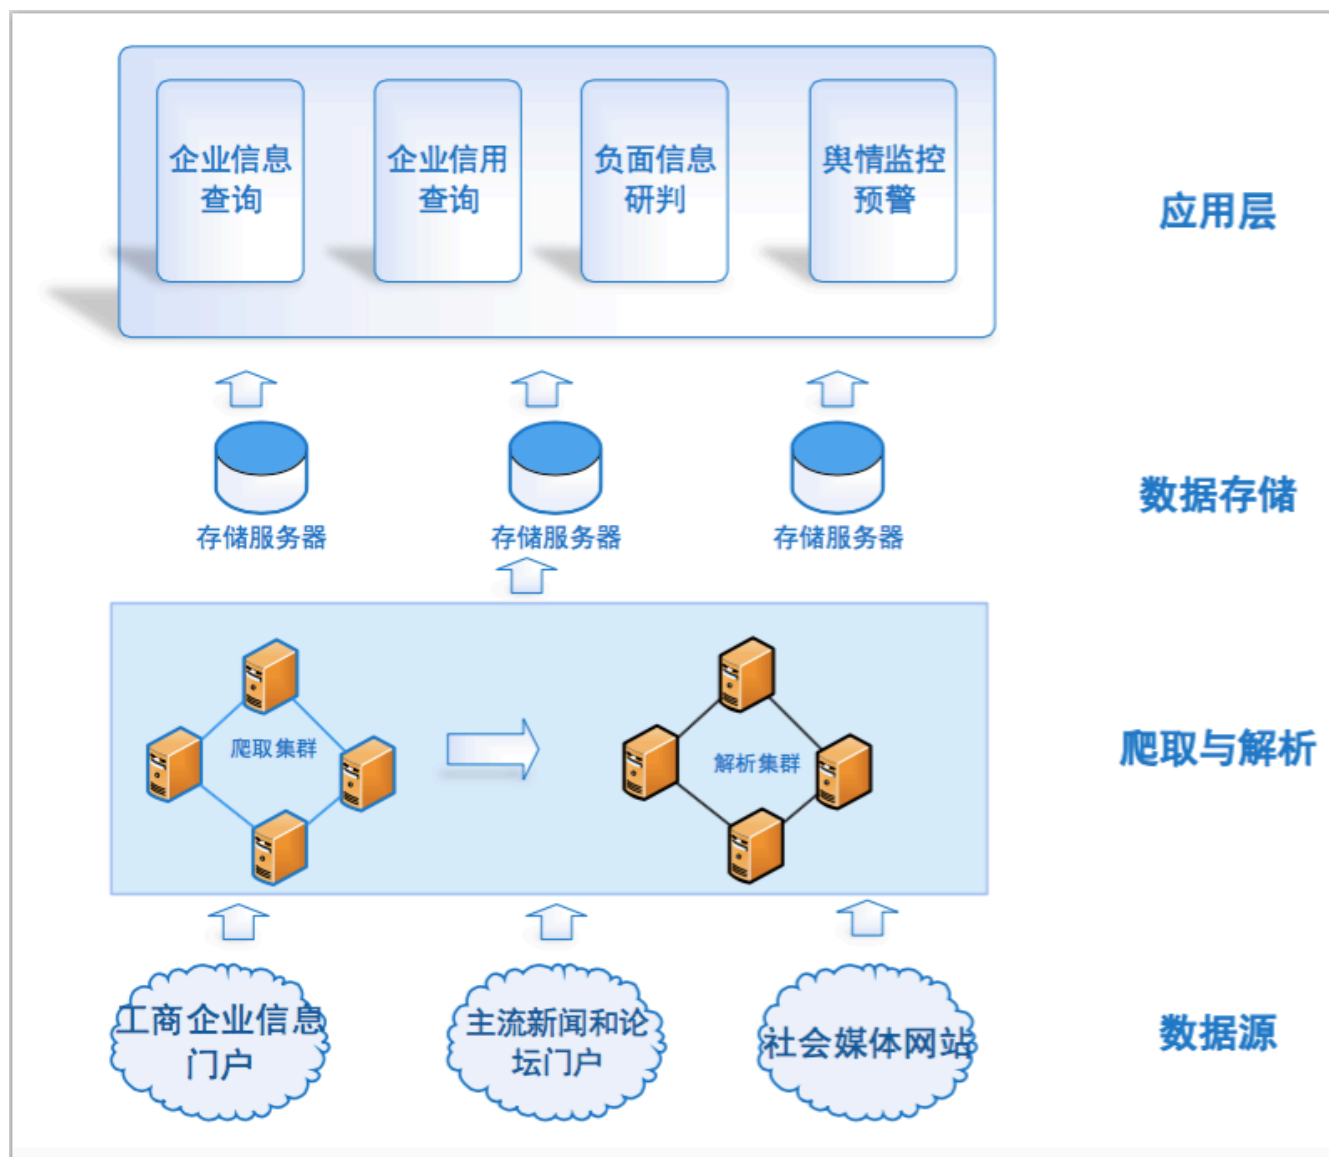 企业信息
查询
企业信用
查询
负面信息
研判
舆情监控
预警
应用层
存储服务器
存储服务器
存储服务器
数据存储
爬取集群
解析集群
爬取与解析
工商企业信息
门户
主流新闻和论
坛门户
社会媒体网站
数据源